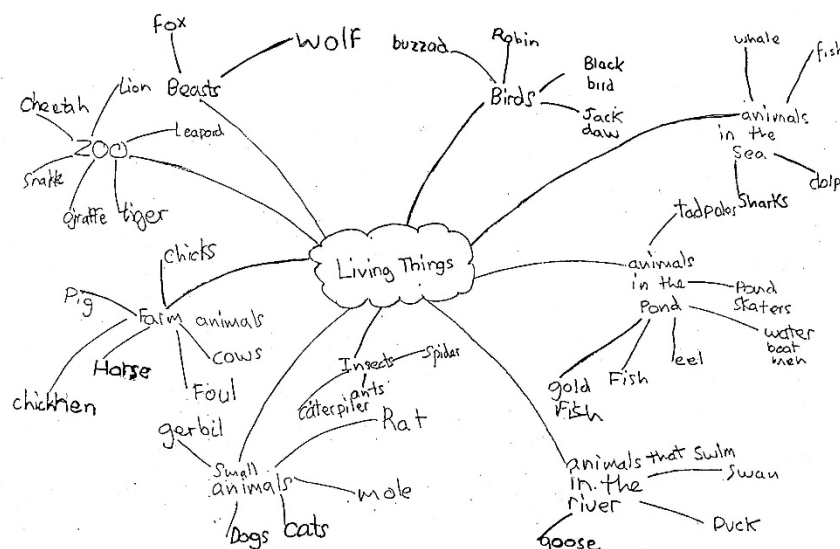 fox
Wolf
Lion
Beasts
Cheetah
Zoo
Leapord
Snake
giraffe
tiger
buzzad
Robin
Birds
Black
bird
Jack
daw
whale
fish
animals
in the
Sea
dolp
Sharks
Living Things
tadpoles
animals
in the
Pond
Pond
Skaters
water
boat
men
eel
Fish
gold
Fish
Chicks
Pig
Farm animals
cows
Horse
Foul
chickhen
Insects
Spidar
ants
caterpiler
gerbil
Small
animals
Rat
mole
Dogs
cats
animals that Swim
in the
river
Swan
Duck
goose